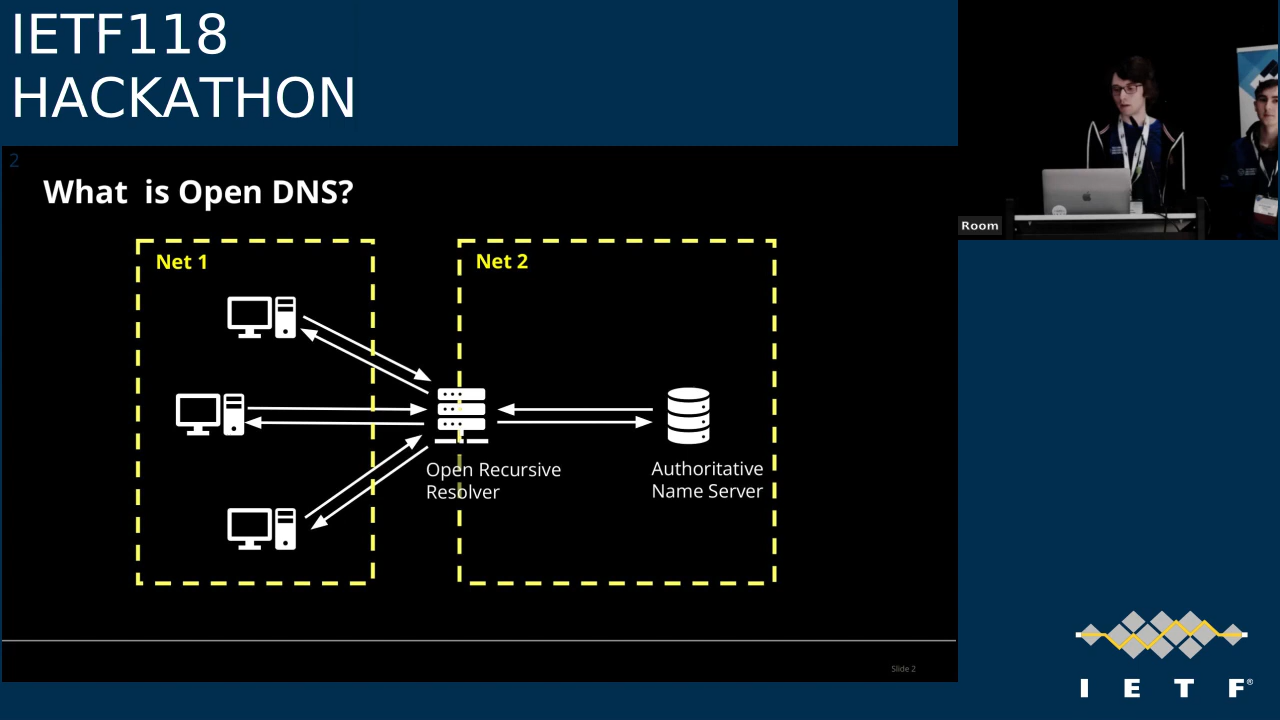 IETF118
HACKATHON
2
What  is Open DNS?
Net 1
Net 2
Open Recursive
Resolver
Authoritative
Name Server
Slide 2
Room
I E T F®